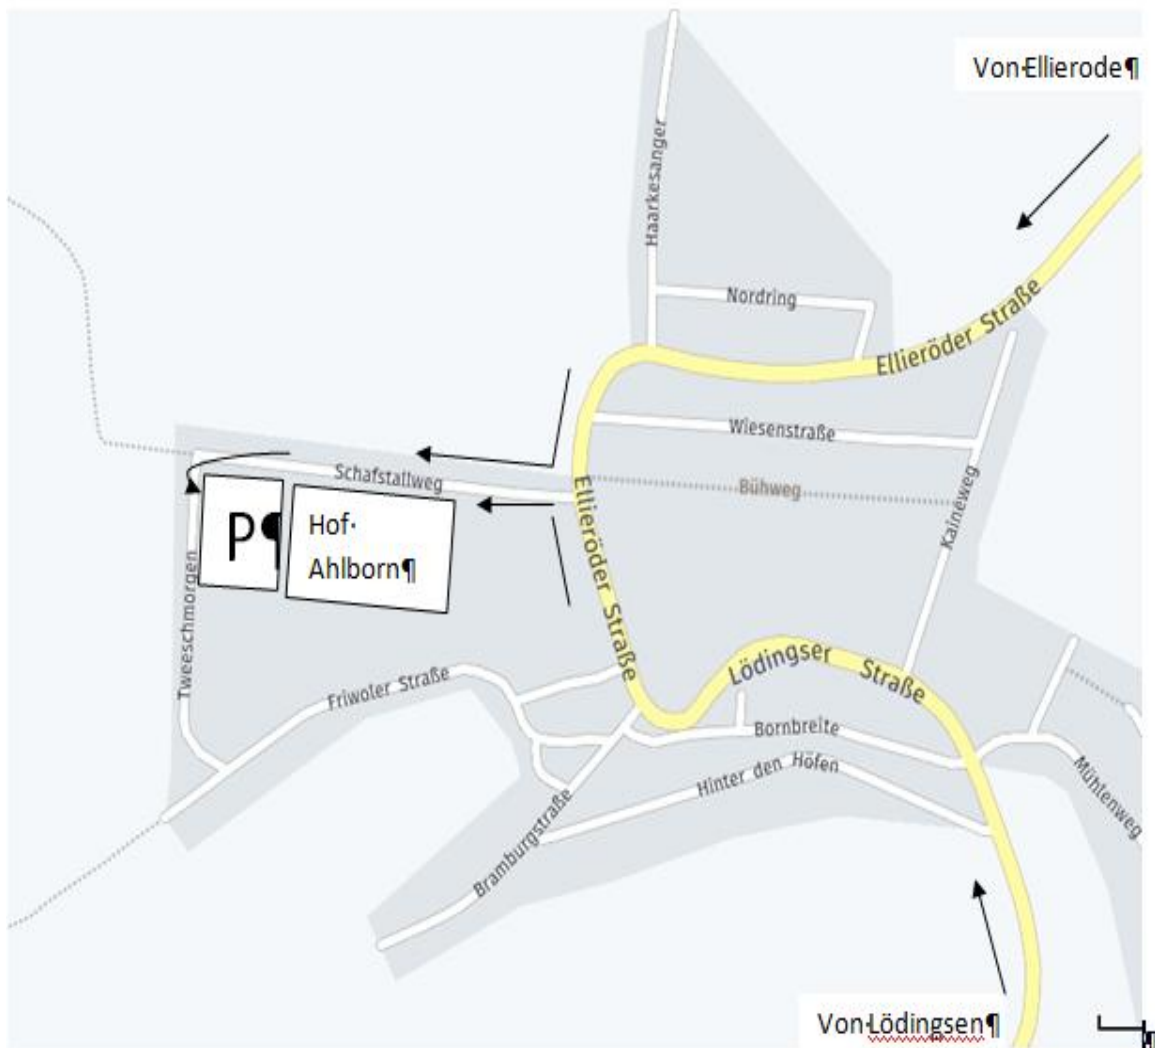 Von·Ellierode¶
Haarkesanger
Nordring
Ellieröder Straße
Wiesenstraße
Schafstallweg
Bühweg
Kaineweg
P¶
Hof·
Ahlborn¶
Ellieröder Straße
Tweeschmorgen
Friwoler Straße
Lödingser Straße
Bornbreite
Hinter den Höfen
Mühlenweg
Bramburgstraße
Von·Lödingsen¶
¶